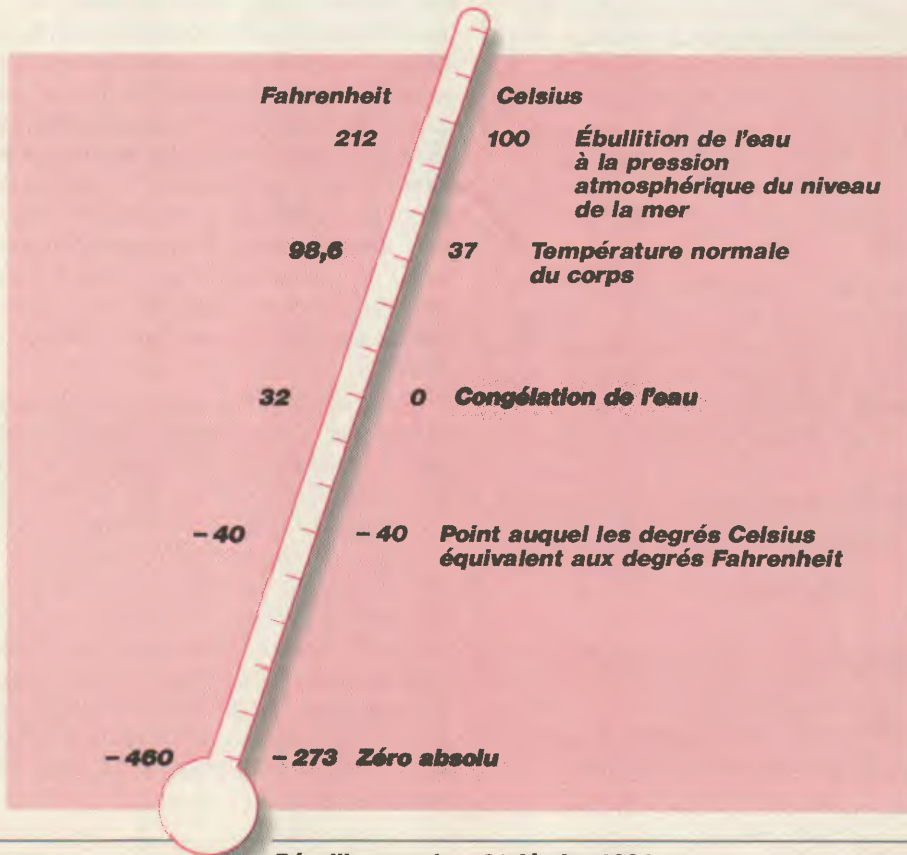 Fahrenheit Celsius
212 100 Ébullition de l'eau
à la pression
atmosphérique du niveau
de la mer
98,6 37 Température normale
du corps
32 0 Congélation de l'eau
– 40 – 40 Point auquel les degrés Celsius
équivalent aux degrés Fahrenheit
– 460 – 273 Zéro absolu